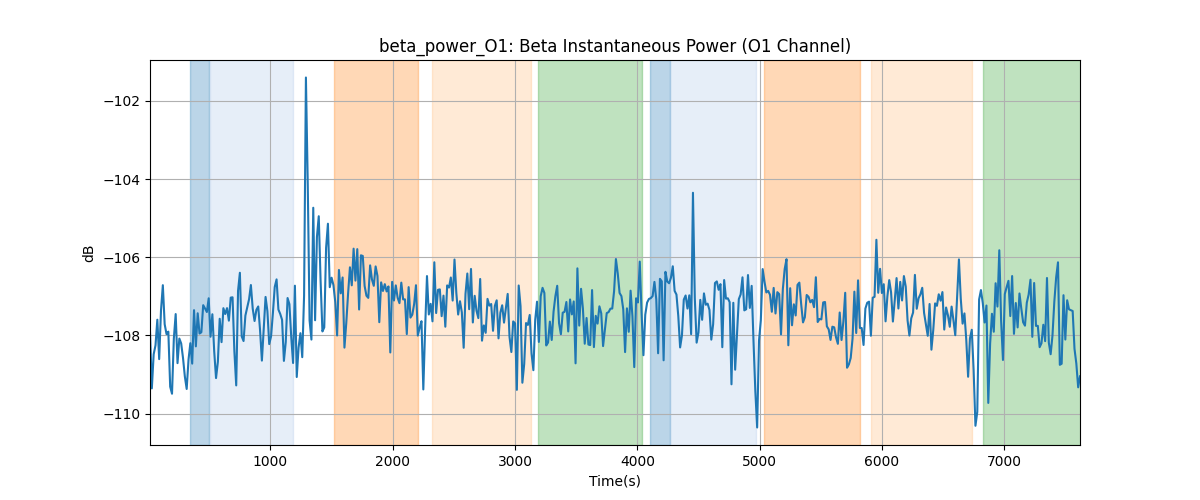 beta_power_O1: Beta Instantaneous Power (O1 Channel)
−102
−104
−106
−108
−110
dB
1000 2000 3000 4000 5000 6000 7000
Time(s)